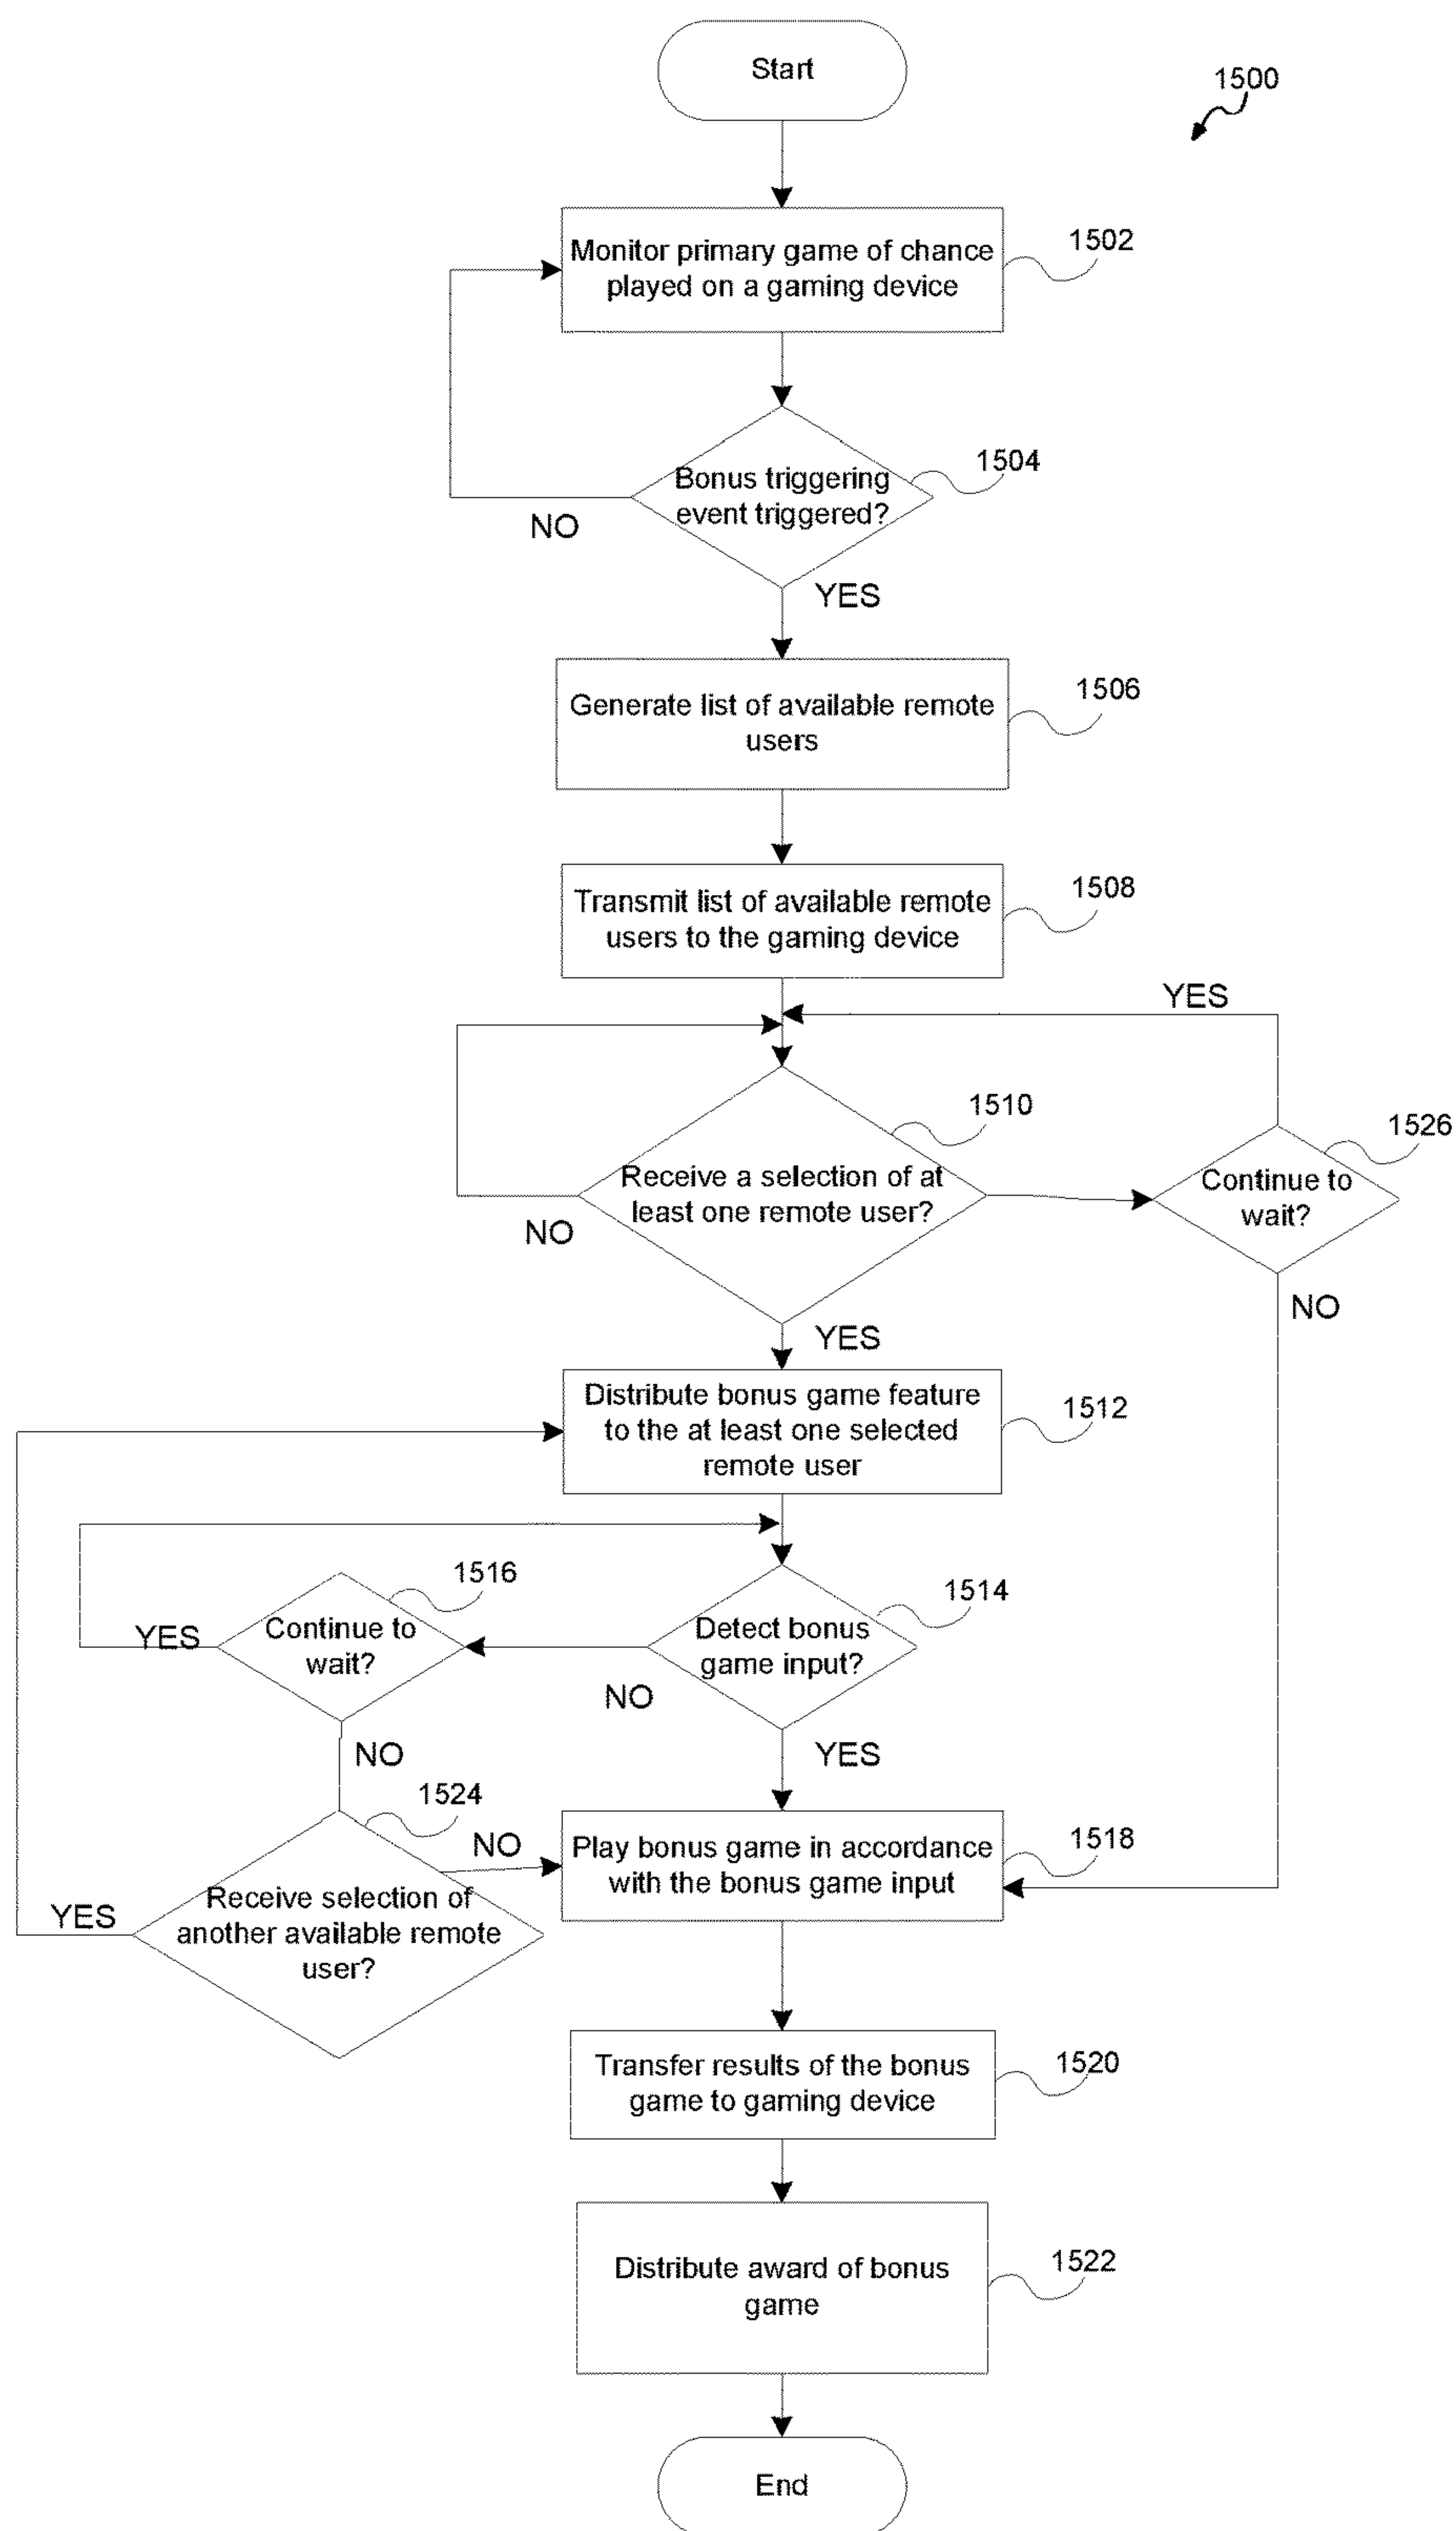 Start
1500
Monitor primary game of chance
played on a gaming device
1502
Bonus triggering
event triggered?
1504
NO
YES
Generate list of available remote
users
1506
Transmit list of available remote
users to the gaming device
1508
YES
Receive a selection of at
least one remote user?
1510
NO
Continue to
wait?
1526
NO
YES
Distribute bonus game feature
to the at least one selected
remote user
1512
Continue to
wait?
1516
YES
Detect bonus
game input?
1514
NO
YES
NO
1524
Receive selection of
another available remote
user?
YES
NO
Play bonus game in accordance
with the bonus game input
1518
Transfer results of the bonus
game to gaming device
1520
Distribute award of bonus
game
1522
End